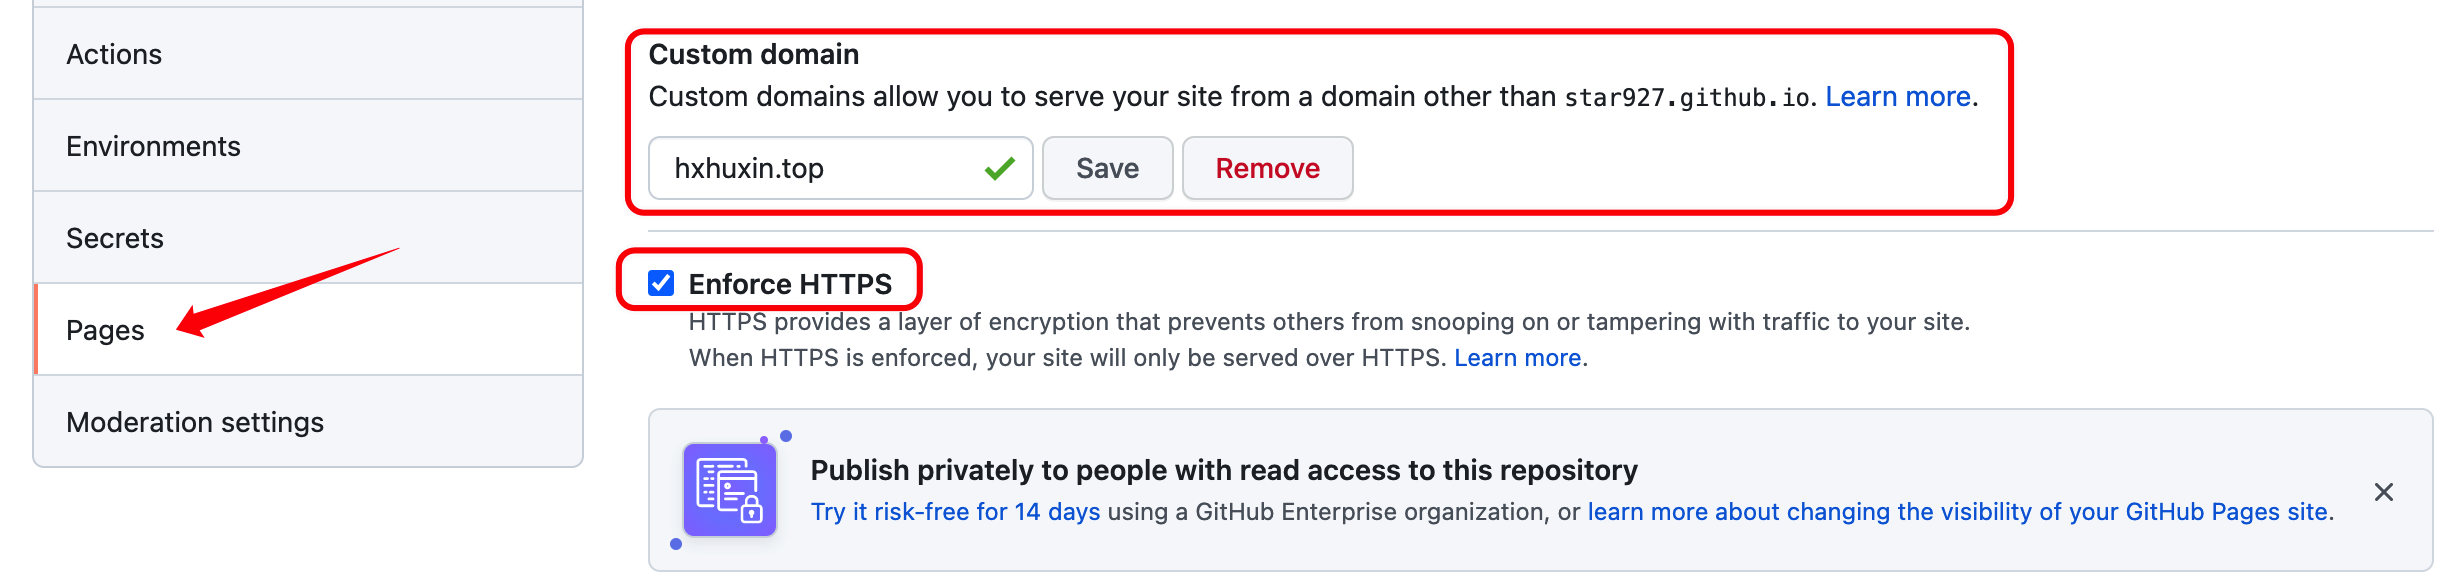 Actions
Environments
Secrets
Pages
Moderation settings
Custom domain
Custom domains allow you to serve your site from a domain other than star927.github.io. Learn more.
hxhuxin.top
Save
Remove
Enforce HTTPS
HTTPS provides a layer of encryption that prevents others from snooping on or tampering with traffic to your site.
When HTTPS is enforced, your site will only be served over HTTPS. Learn more.
Publish privately to people with read access to this repository
Try it risk-free for 14 days using a GitHub Enterprise organization, or learn more about changing the visibility of your GitHub Pages site.